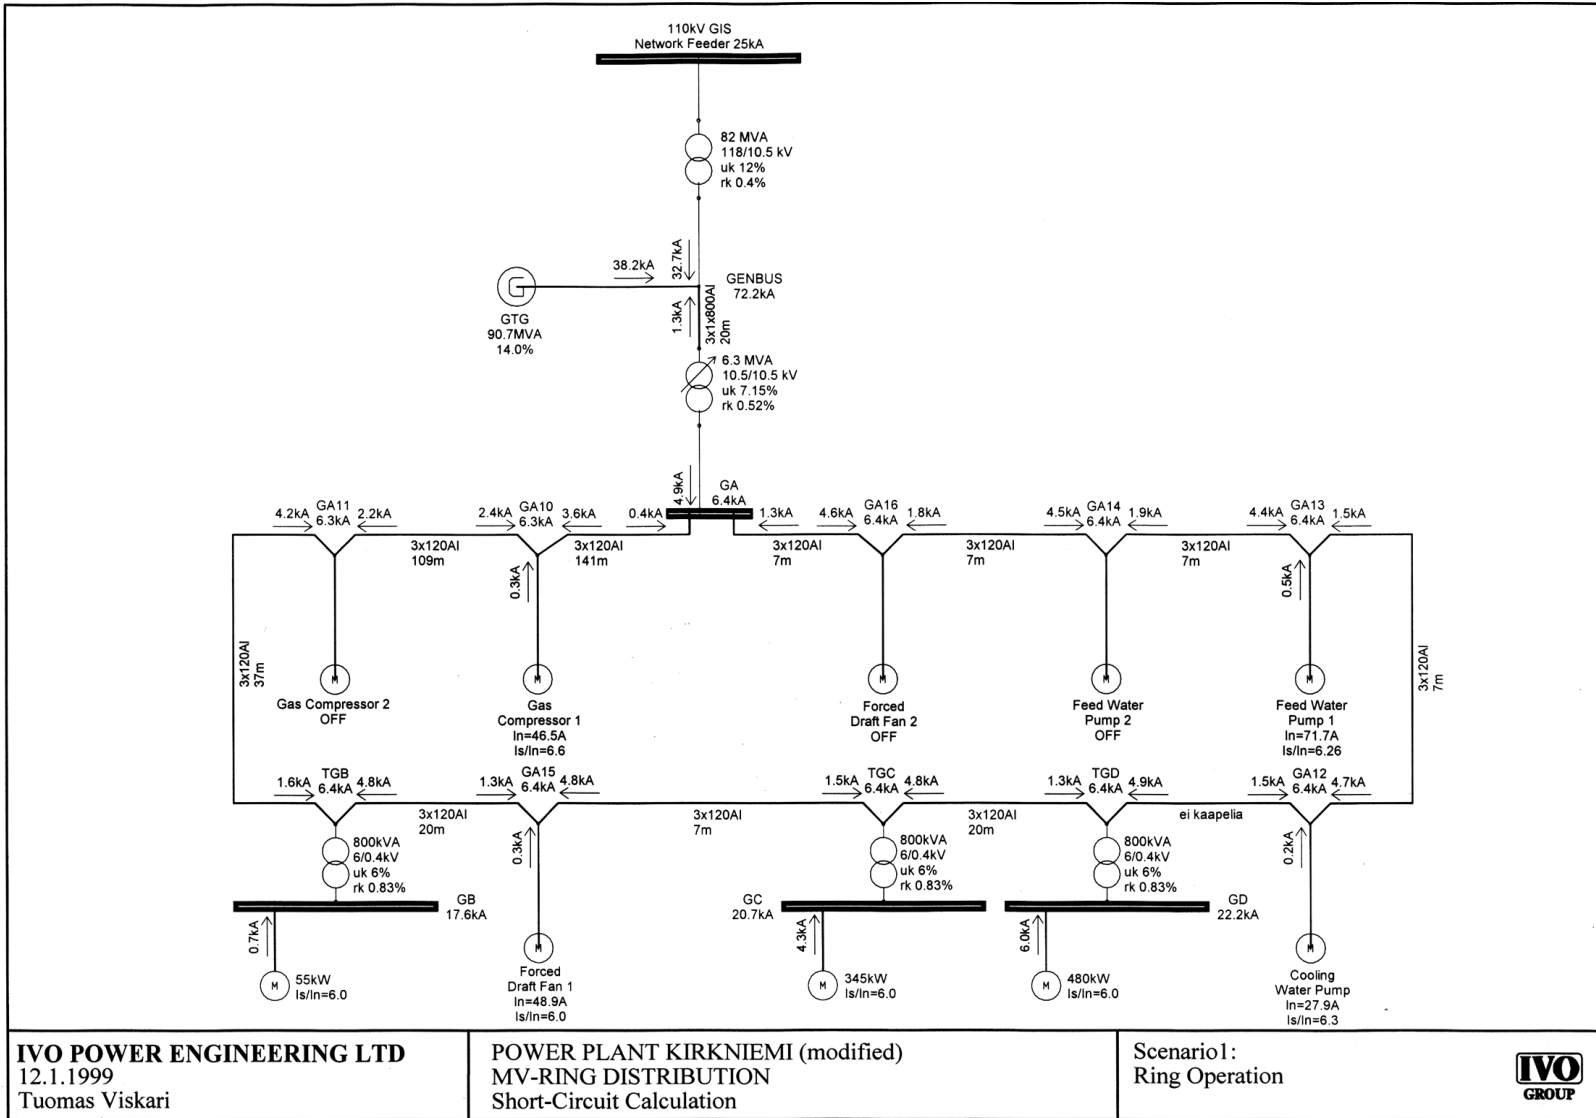 110kV GIS
Network Feeder 25kA
82 MVA
118/10.5 kV
uk 12%
rk 0.4%
38.2kA
32.7kA
GENBUS
72.2kA
GTG
90.7MVA
14.0%
1.3kA
3x1x800Al
20m
6.3 MVA
10.5/10.5 kV
uk 7.15%
rk 0.52%
4.9kA
GA
6.4kA
4.2kA
GA11
6.3kA
2.2kA
2.4kA
GA10
6.3kA
3.6kA
0.4kA
1.3kA
4.6kA
GA16
6.4kA
1.8kA
4.5kA
GA14
6.4kA
1.9kA
4.4kA
GA13
6.4kA
1.5kA
3x120Al
109m
3x120Al
141m
3x120Al
7m
3x120Al
7m
3x120Al
7m
0.3kA
0.5kA
3x120Al
37m
3x120Al
7m
M
Gas Compressor 2
OFF
M
Gas
Compressor 1
In=46.5A
Is/In=6.6
M
Forced
Draft Fan 2
OFF
M
Feed Water
Pump 2
OFF
M
Feed Water
Pump 1
In=71.7A
Is/In=6.26
1.6kA
TGB
6.4kA
4.8kA
1.3kA
GA15
6.4kA
4.8kA
1.5kA
TGC
6.4kA
4.8kA
1.3kA
TGD
6.4kA
4.9kA
1.5kA
GA12
6.4kA
4.7kA
3x120Al
20m
3x120Al
7m
3x120Al
20m
ei kaapelia
800kVA
6/0.4kV
uk 6%
rk 0.83%
0.3kA
800kVA
6/0.4kV
uk 6%
rk 0.83%
800kVA
6/0.4kV
uk 6%
rk 0.83%
0.2kA
GB
17.6kA
GC
20.7kA
GD
22.2kA
0.7kA
M
55kW
Is/In=6.0
M
Forced
Draft Fan 1
In=48.9A
Is/In=6.0
4.3kA
M
345kW
Is/In=6.0
6.0kA
M
480kW
Is/In=6.0
M
Cooling
Water Pump
In=27.9A
Is/In=6.3
IVO POWER ENGINEERING LTD
12.1.1999
Tuomas Viskari
POWER PLANT KIRKNIEMI (modified)
MV-RING DISTRIBUTION
Short-Circuit Calculation
Scenario1:
Ring Operation
IVO
GROUP